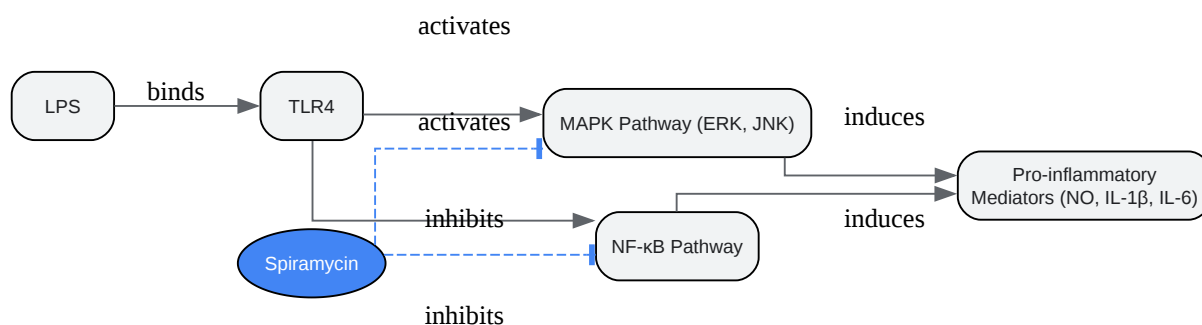 activates
LPS
binds
TLR4
activates
MAPK Pathway (ERK, JNK)
induces
Pro-inflammatory
Mediators (NO, IL-1β, IL-6)
inhibits
induces
NF-κB Pathway
Spiramycin
inhibits